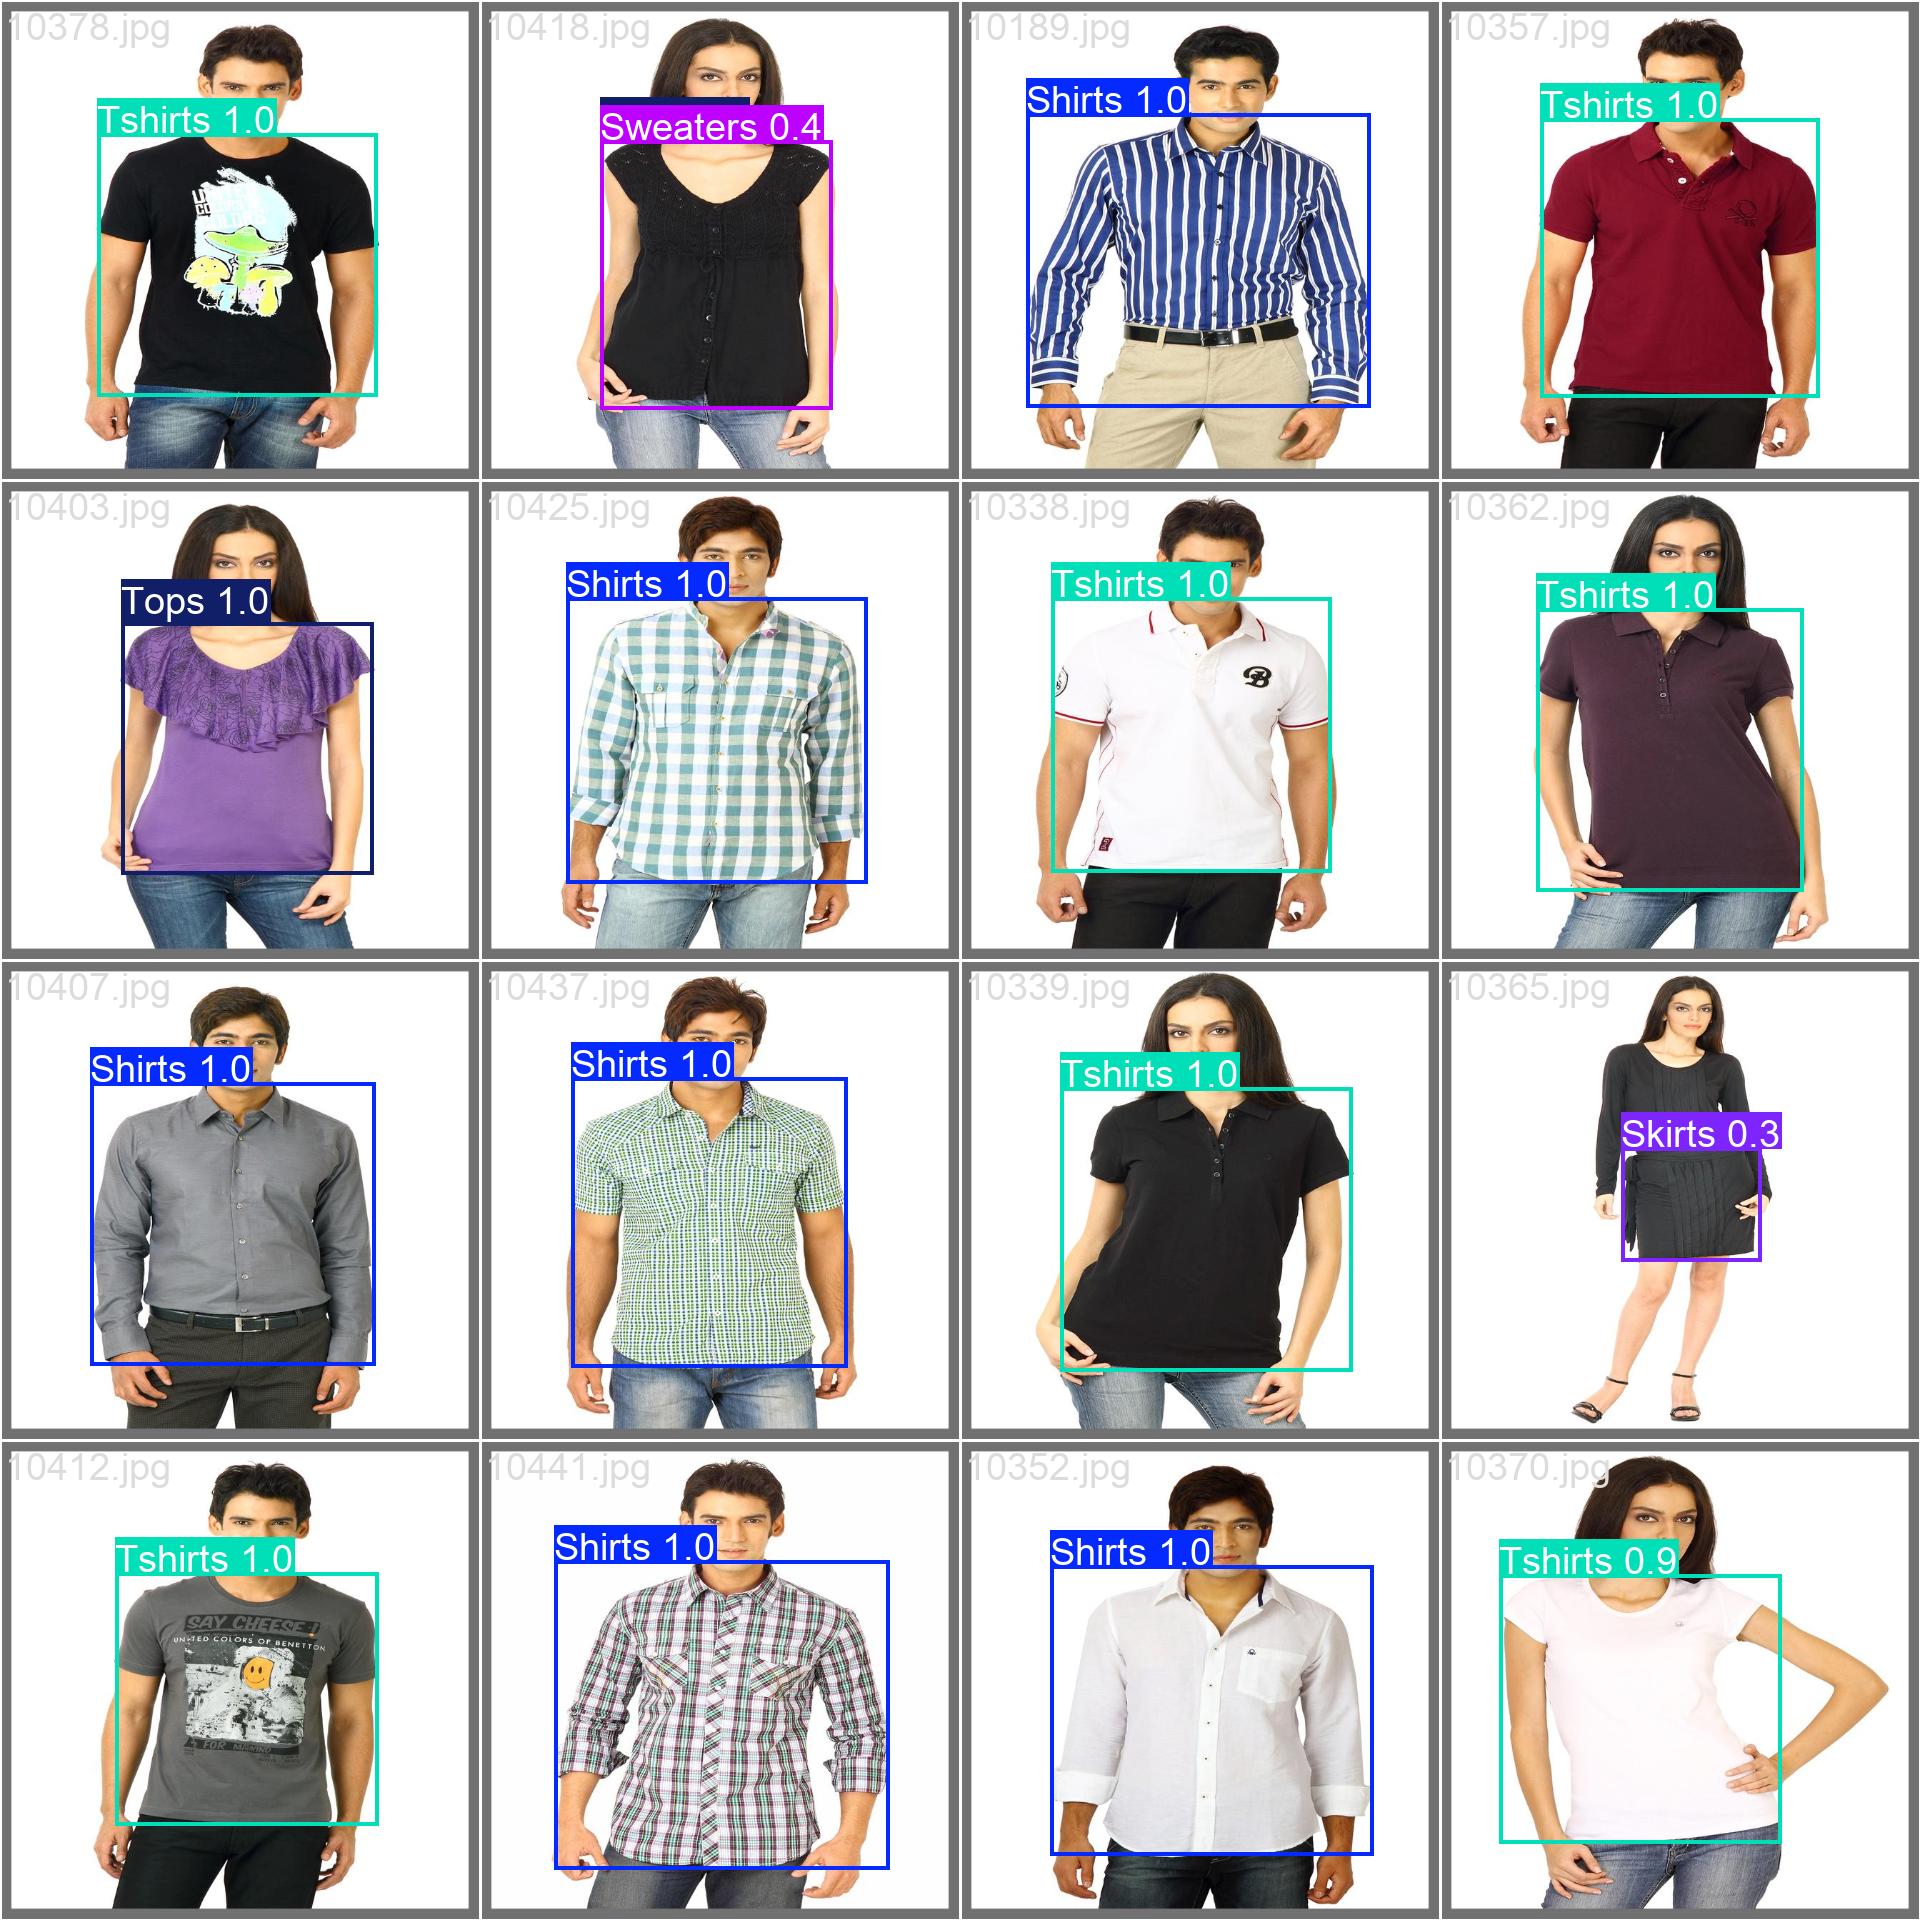 10378.jpg
Tshirts 1.0
10418.jpg
Sweaters 0.4
10189.jpg
Shirts 1.0
10357.jpg
Tshirts 1.0
10403.jpg
Tops 1.0
10425.jpg
Shirts 1.0
10338.jpg
Tshirts 1.0
B
10362.jpg
Tshirts 1.0
10407.jpg
Shirts 1.0
10437.jpg
Shirts 1.0
10339.jpg
Tshirts 1.0
10365.jpg
Skirts 0.3
10412.jpg
Tshirts 1.0
SAY CHEESE!
UNITED COLORS OF BENETTON
FOR MANKIND
10441.jpg
Shirts 1.0
10352.jpg
Shirts 1.0
10370.jpg
Tshirts 0.9